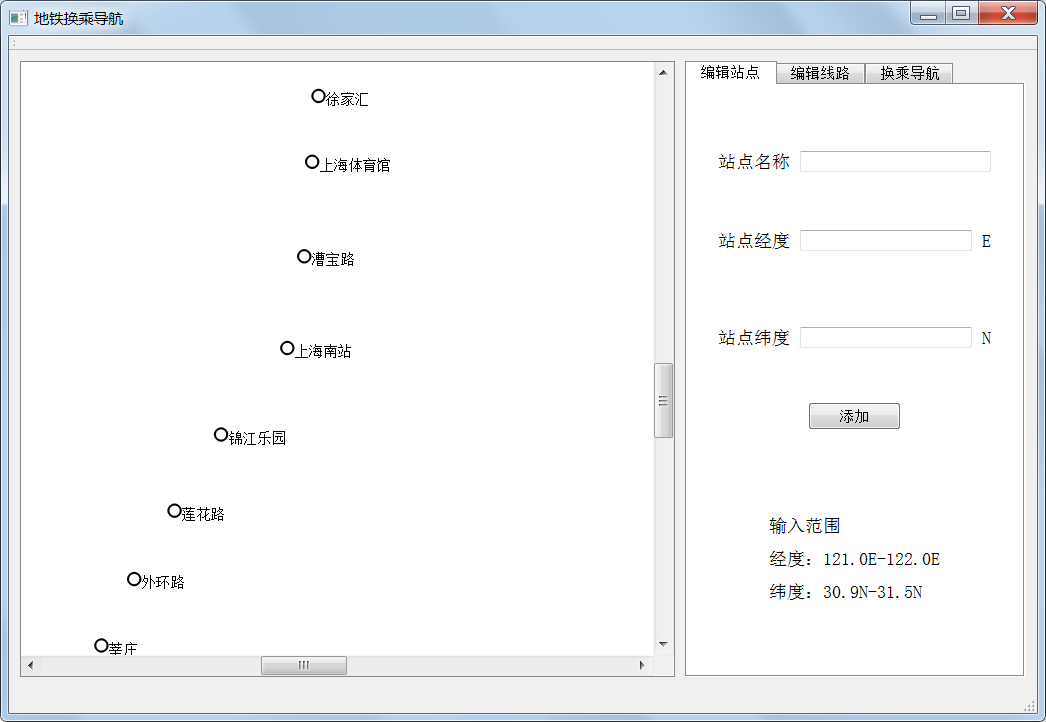 地铁换乘导航
徐家汇
上海体育馆
漕宝路
上海南站
锦江乐园
莲花路
外环路
莘庄
编辑站点 编辑线路 换乘导航
站点名称
站点经度 E
站点纬度 N
添加
输入范围
经度：121.0E-122.0E
纬度：30.9N-31.5N